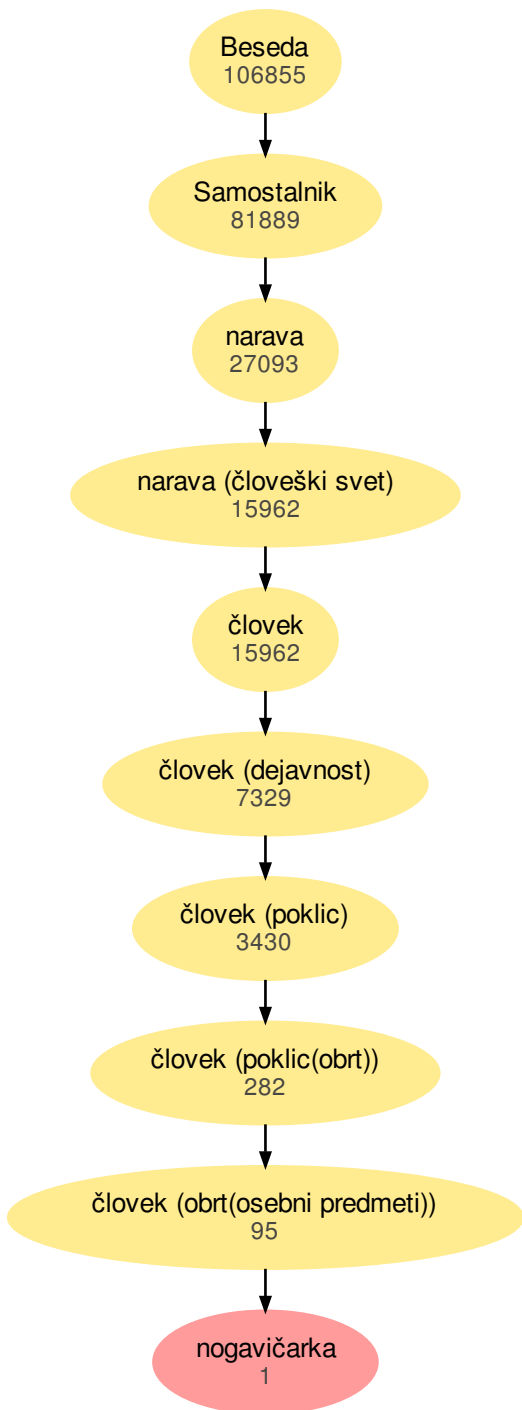 Beseda
106855
Samostalnik
81889
narava
27093
narava (človeški svet)
15962
človek
15962
človek (dejavnost)
7329
človek (poklic)
3430
človek (poklic(obrt))
282
človek (obrt(osebni predmeti))
95
nogavičarka
1